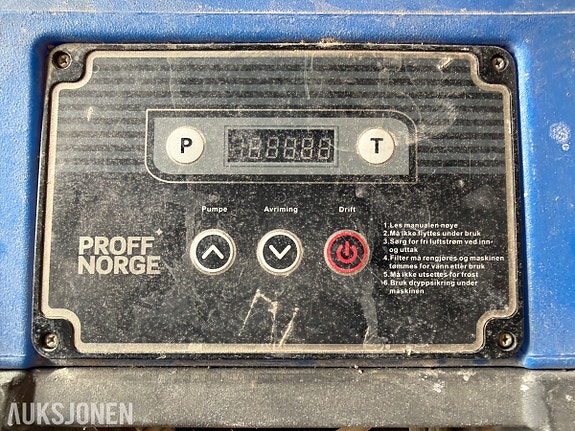 P
T
Pumpe Avriming Drift
PROFF
NORGE
1.Les manualen nøye
2.Må ikke flyttes under bruk
3.Sørg for fri luftstrøm ved inn-
og uttak
4.Filter må rengjøres og maskinen
tømmes for vann etter bruk
5.Må ikke utsettes for frost
6.Bruk dryppsikring under
maskinen
AUKSJONEN